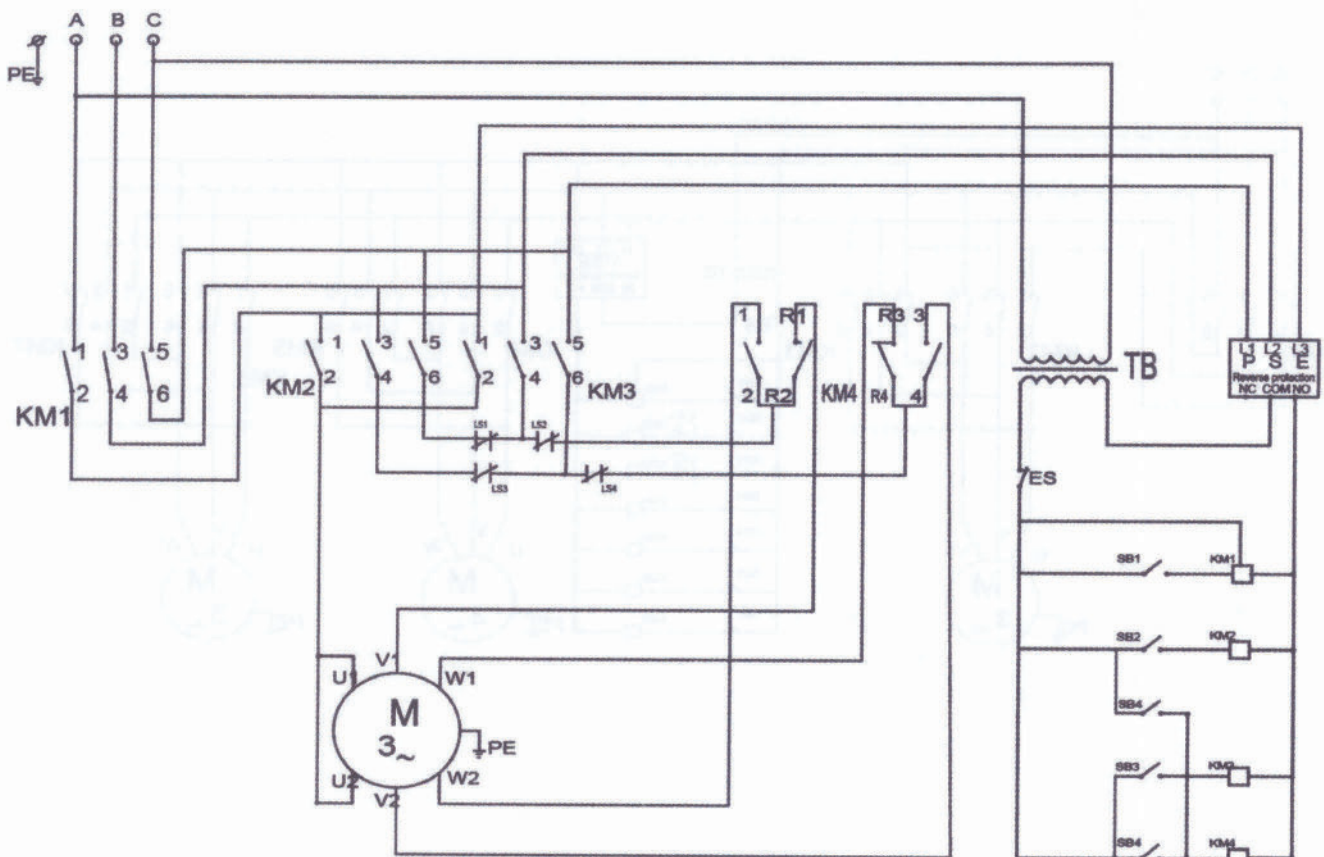 A B C
PE
1 3 5
2 4 6
KM1
1 3 5
2 4 6
KM2
1 3 5
2 4 6
KM3
1 R1
2 R2
KM4
R3 3
R4 4
LS1 LS2
LS3 LS4
TB
L1 L2 L3
P S E
Reverse protection
NC COM NO
ES
SB1 KM1
SB2 KM2
SB4
SB3 KM3
SB4 KM4
V1
U1 W1
M
3~
PE
U2 W2
V2